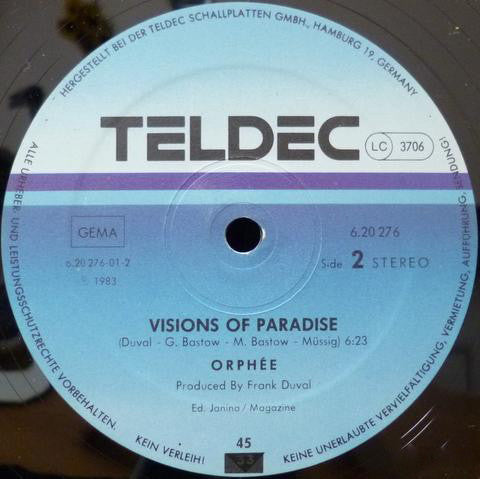 HERGESTELLT BEI DER TELDEC SCHALLPLATTEN GMBH., HAMBURG 19, GERMANY
TELDEC
LC 3706
GEMA
6.20 276
6.20 276-01-2
Side 2 STEREO
℗ 1983
VISIONS OF PARADISE
(Duval - G. Bastow - M. Bastow - Müssig) 6:23
ORPHÉE
Produced By Frank Duval
Ed. Janina / Magazine
45
33
ALLE URHEBER- UND LEISTUNGSSCHUTZRECHTE VORBEHALTEN.
KEIN VERLEIH!
KEINE UNERLAUBTE VERVIELFÄLTIGUNG, VERMIETUNG, AUFFÜHRUNG, SENDUNG!